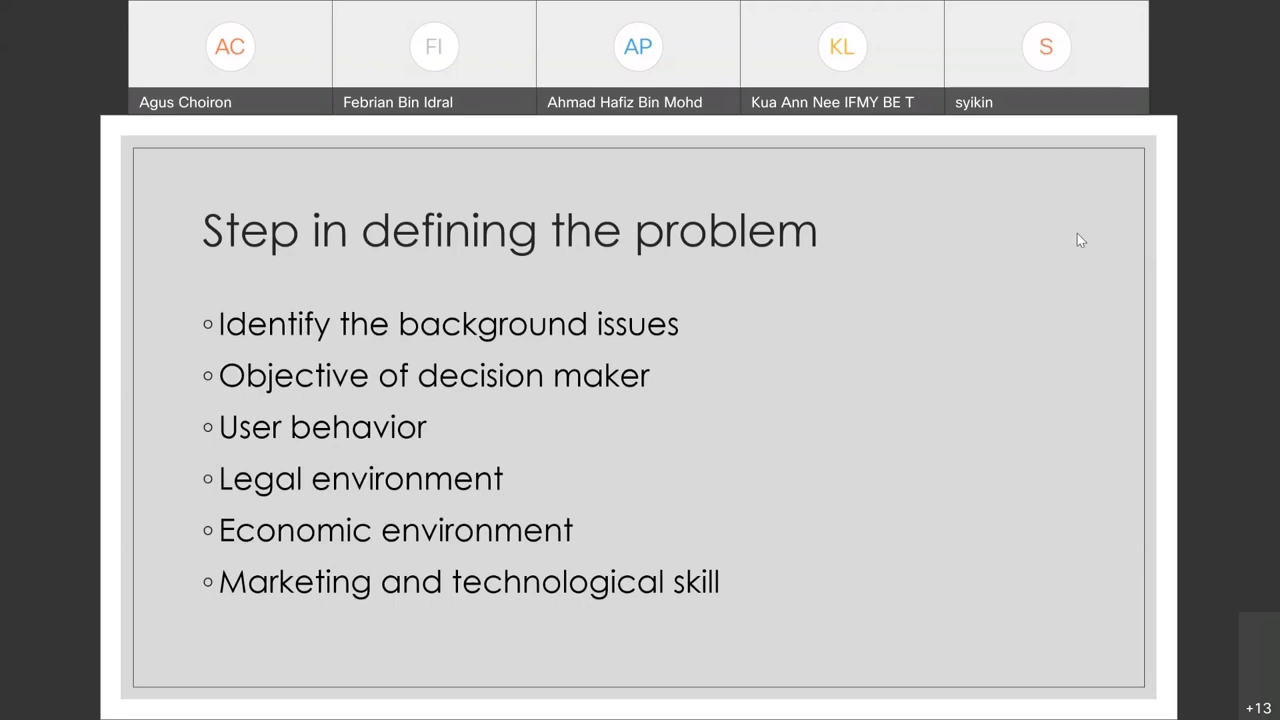 AC
FI
AP
KL
S
Agus Choiron
Febrian Bin Idral
Ahmad Hafiz Bin Mohd
Kua Ann Nee IFMY BE T
syikin
Step in defining the problem
◦Identify the background issues
◦Objective of decision maker
◦User behavior
◦Legal environment
◦Economic environment
◦Marketing and technological skill
+13